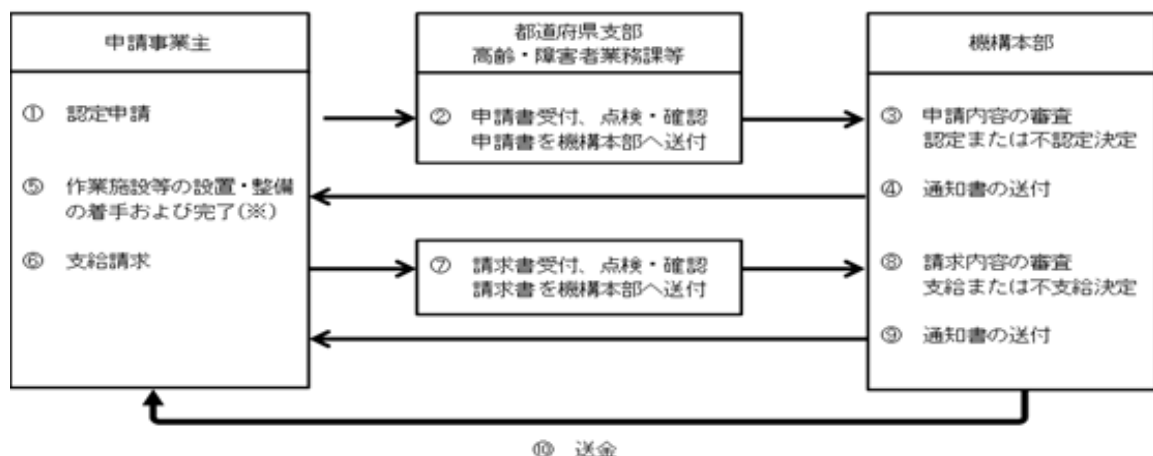 申請事業主
① 認定申請
⑤ 作業施設等の設置・整備
の着手および完了(※)
⑥ 支給請求
都道府県支部
高齢・障害者業務課等
② 申請書受付、点検・確認
申請書を機構本部へ送付
⑦ 請求書受付、点検・確認
請求書を機構本部へ送付
機構本部
③ 申請内容の審査
認定または不認定決定
④ 通知書の送付
⑧ 請求内容の審査
支給または不支給決定
⑨ 通知書の送付
⑩ 送金